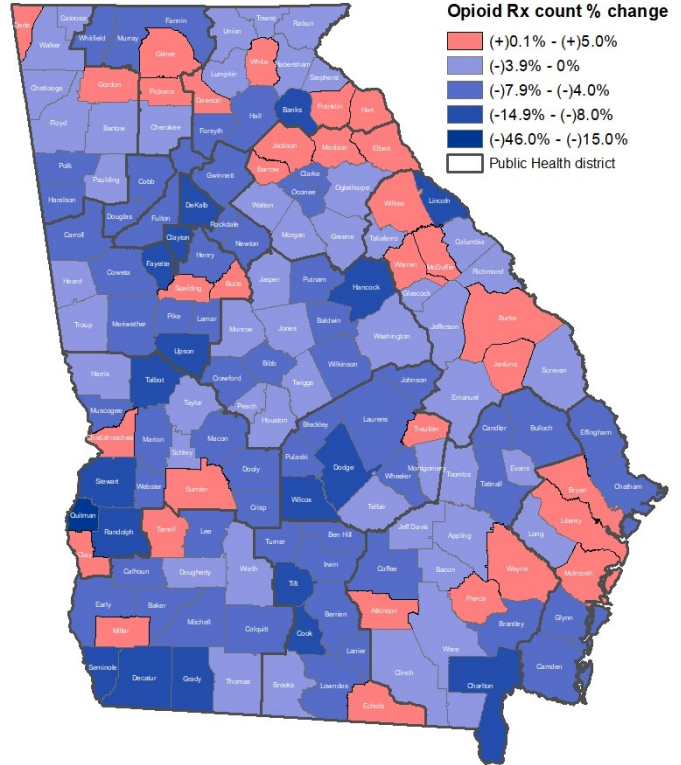 Opioid Rx count % change
(+)0.1% - (+)5.0%
(-)3.9% - 0%
(-)7.9% - (-)4.0%
-14.9% - (-)8.0%
(-)46.0% - (-)15.0%
Public Health district
Dade
Catoosa
Fannin
Towns
Rabun
Walker
Whitfield
Murray
Union
Gilmer
White
Habersham
Lumpkin
Stephens
Chattooga
Gordon
Pickens
Dawson
Hall
Banks
Franklin
Hart
Floyd
Bartow
Cherokee
Forsyth
Jackson
Madison
Elbert
Polk
Paulding
Cobb
Gwinnett
Barrow
Clarke
Oconee
Oglethorpe
Haralson
Douglas
Fulton
DeKalb
Rockdale
Walton
Wilkes
Lincoln
Carroll
Clayton
Henry
Newton
Morgan
Greene
Taliaferro
Columbia
Fayette
Warren
McDuffie
Richmond
Heard
Coweta
Spalding
Butts
Jasper
Putnam
Hancock
Glascock
Troup
Meriwether
Pike
Lamar
Monroe
Jones
Baldwin
Washington
Jefferson
Burke
Upson
Harris
Talbot
Crawford
Bibb
Twiggs
Wilkinson
Johnson
Jenkins
Screven
Emanuel
Muscogee
Taylor
Peach
Houston
Bleckley
Laurens
Treutlen
Candler
Bulloch
Effingham
Chattahoochee
Marion
Schley
Macon
Pulaski
Dodge
Wheeler
Montgomery
Toombs
Evans
Tattnall
Bryan
Chatham
Stewart
Webster
Sumter
Dooly
Wilcox
Telfair
Crisp
Quitman
Randolph
Terrell
Lee
Turner
Ben Hill
Jeff Davis
Appling
Long
Liberty
Clay
Calhoun
Dougherty
Worth
Irwin
Coffee
Bacon
Wayne
McIntosh
Tift
Early
Baker
Mitchell
Colquitt
Berrien
Atkinson
Pierce
Miller
Cook
Brantley
Glynn
Lanier
Ware
Seminole
Decatur
Grady
Thomas
Brooks
Lowndes
Clinch
Charlton
Camden
Echols